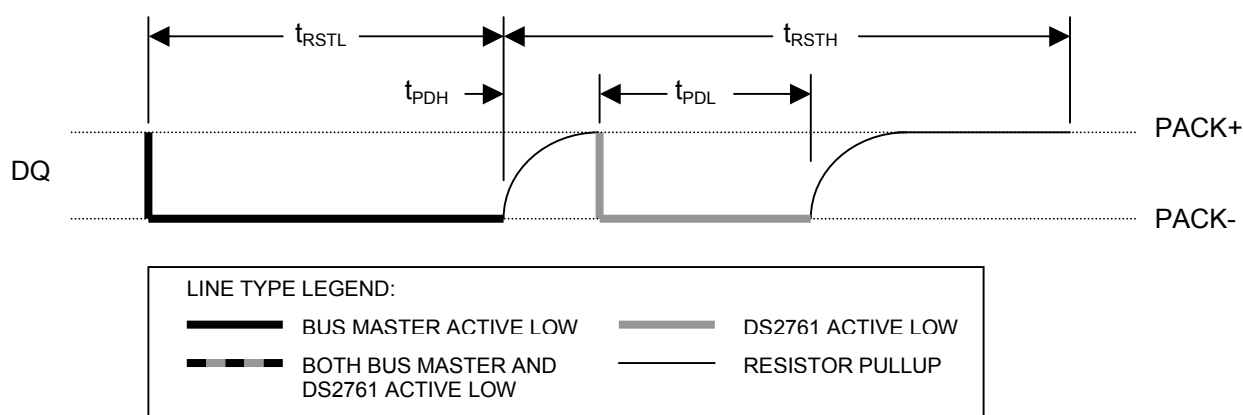 tRSTL
tRSTH
tPDH
tPDL
PACK+
DQ
PACK-
LINE TYPE LEGEND:
BUS MASTER ACTIVE LOW
DS2761 ACTIVE LOW
BOTH BUS MASTER AND
DS2761 ACTIVE LOW
RESISTOR PULLUP